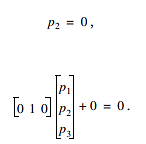 p₂ = 0 ,
[0 1 0] [p₁ p₂ p₃] + 0 = 0 .